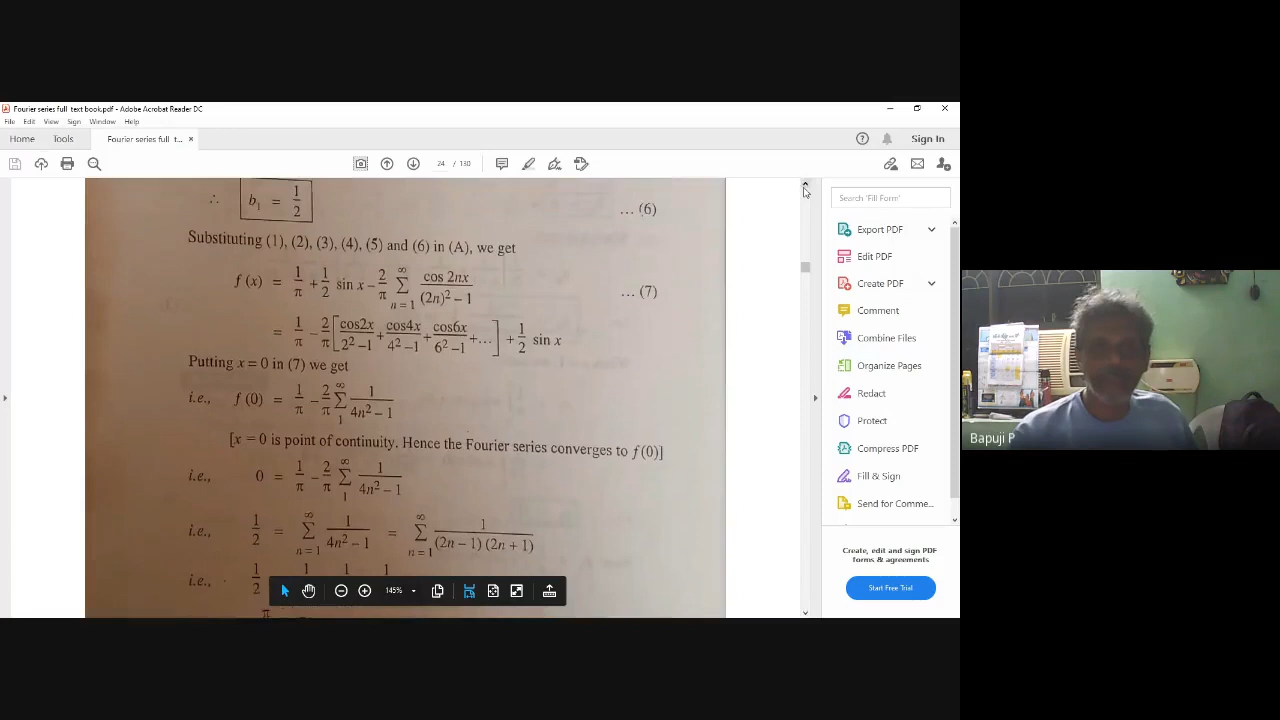 Fourier series full text book.pdf - Adobe Acrobat Reader DC
File Edit View Sign Window Help
Home Tools Fourier series full t... × Sign In
24 / 130
∴ b₁ = 1/2 ... (6)
Substituting (1), (2), (3), (4), (5) and (6) in (A), we get
f (x) = 1/π + 1/2 sin x − 2/π ∑_{n = 1}^{∞} cos 2nx / ((2n)² − 1) ... (7)
= 1/π − 2/π [cos2x/(2² − 1) + cos4x/(4² − 1) + cos6x/(6² − 1) + ...] + 1/2 sin x
Putting x = 0 in (7) we get
i.e., f (0) = 1/π − 2/π ∑_{1}^{∞} 1/(4n² − 1)
[x = 0 is point of continuity. Hence the Fourier series converges to f(0)]
i.e., 0 = 1/π − 2/π ∑_{1}^{∞} 1/(4n² − 1)
i.e., 1/2 = ∑_{n = 1}^{∞} 1/(4n² − 1) = ∑_{n = 1}^{∞} 1/((2n − 1) (2n + 1))
i.e., 1/2 = 1 1 1
π
145%
Search 'Fill Form'
Export PDF
Edit PDF
Create PDF
Comment
Combine Files
Organize Pages
Redact
Protect
Compress PDF
Fill & Sign
Send for Comme...
Create, edit and sign PDF
forms & agreements
Start Free Trial
Bapuji P